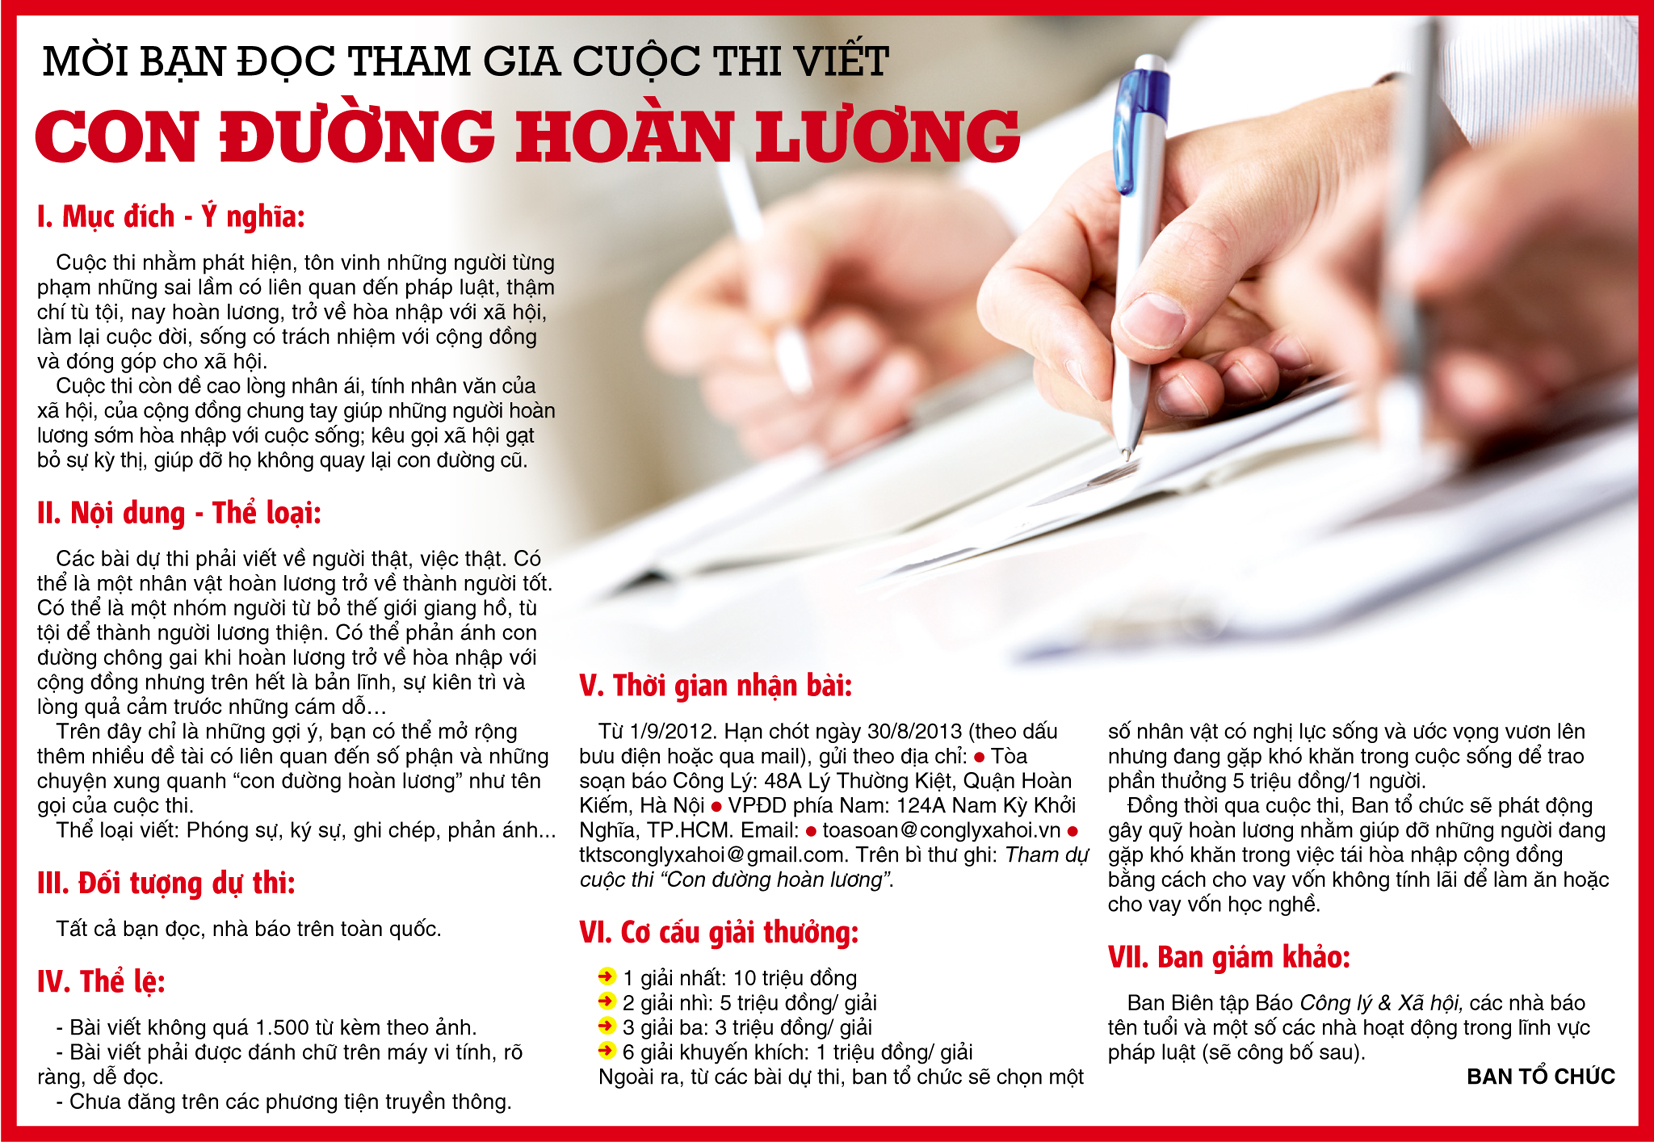 MỜI BẠN ĐỌC THAM GIA CUỘC THI VIẾT
CON ĐƯỜNG HOÀN LƯƠNG
I. Mục đích - Ý nghĩa:
Cuộc thi nhằm phát hiện, tôn vinh những người từng
phạm những sai lầm có liên quan đến pháp luật, thậm
chí tù tội, nay hoàn lương, trở về hòa nhập với xã hội,
làm lại cuộc đời, sống có trách nhiệm với cộng đồng
và đóng góp cho xã hội.
Cuộc thi còn đề cao lòng nhân ái, tính nhân văn của
xã hội, của cộng đồng chung tay giúp những người hoàn
lương sớm hòa nhập với cuộc sống; kêu gọi xã hội gạt
bỏ sự kỳ thị, giúp đỡ họ không quay lại con đường cũ.
II. Nội dung - Thể loại:
Các bài dự thi phải viết về người thật, việc thật. Có
thể là một nhân vật hoàn lương trở về thành người tốt.
Có thể là một nhóm người từ bỏ thế giới giang hồ, tù
tội để thành người lương thiện. Có thể phản ánh con
đường chông gai khi hoàn lương trở về hòa nhập với
cộng đồng nhưng trên hết là bản lĩnh, sự kiên trì và
lòng quả cảm trước những cám dỗ...
Trên đây chỉ là những gợi ý, bạn có thể mở rộng
thêm nhiều đề tài có liên quan đến số phận và những
chuyện xung quanh “con đường hoàn lương” như tên
gọi của cuộc thi.
Thể loại viết: Phóng sự, ký sự, ghi chép, phản ánh...
III. Đối tượng dự thi:
Tất cả bạn đọc, nhà báo trên toàn quốc.
IV. Thể lệ:
- Bài viết không quá 1.500 từ kèm theo ảnh.
- Bài viết phải được đánh chữ trên máy vi tính, rõ
ràng, dễ đọc.
- Chưa đăng trên các phương tiện truyền thông.
V. Thời gian nhận bài:
Từ 1/9/2012. Hạn chót ngày 30/8/2013 (theo dấu
bưu điện hoặc qua mail), gửi theo địa chỉ: ● Tòa
soạn báo Công Lý: 48A Lý Thường Kiệt, Quận Hoàn
Kiếm, Hà Nội ● VPĐD phía Nam: 124A Nam Kỳ Khởi
Nghĩa, TP.HCM. Email: ● toasoan@conglyxahoi.vn ●
tktsconglyxahoi@gmail.com. Trên bì thư ghi: Tham dự
cuộc thi “Con đường hoàn lương”.
VI. Cơ cấu giải thưởng:
➜ 1 giải nhất: 10 triệu đồng
➜ 2 giải nhì: 5 triệu đồng/ giải
➜ 3 giải ba: 3 triệu đồng/ giải
➜ 6 giải khuyến khích: 1 triệu đồng/ giải
Ngoài ra, từ các bài dự thi, ban tổ chức sẽ chọn một
số nhân vật có nghị lực sống và ước vọng vươn lên
nhưng đang gặp khó khăn trong cuộc sống để trao
phần thưởng 5 triệu đồng/1 người.
Đồng thời qua cuộc thi, Ban tổ chức sẽ phát động
gây quỹ hoàn lương nhằm giúp đỡ những người đang
gặp khó khăn trong việc tái hòa nhập cộng đồng
bằng cách cho vay vốn không tính lãi để làm ăn hoặc
cho vay vốn học nghề.
VII. Ban giám khảo:
Ban Biên tập Báo Công lý & Xã hội, các nhà báo
tên tuổi và một số các nhà hoạt động trong lĩnh vực
pháp luật (sẽ công bố sau).
BAN TỔ CHỨC